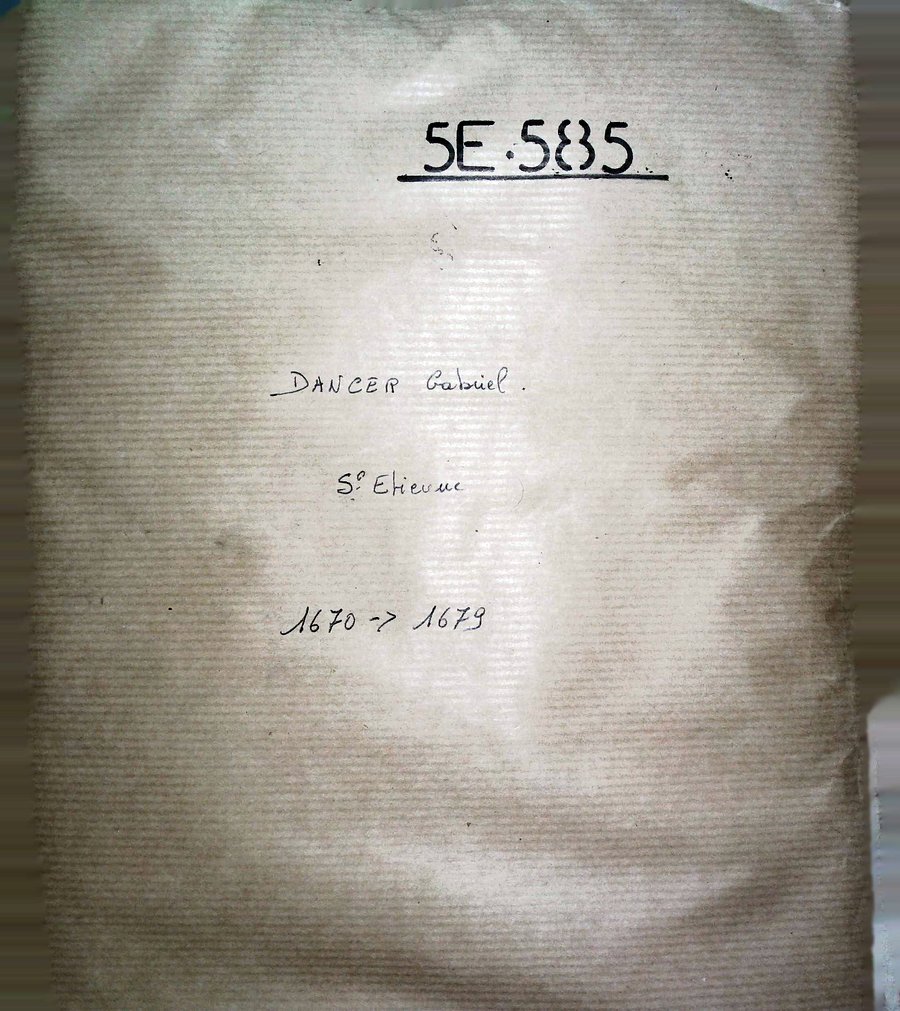 5E.585
DANCER Gabriel.
St Etienne
1670 -> 1679